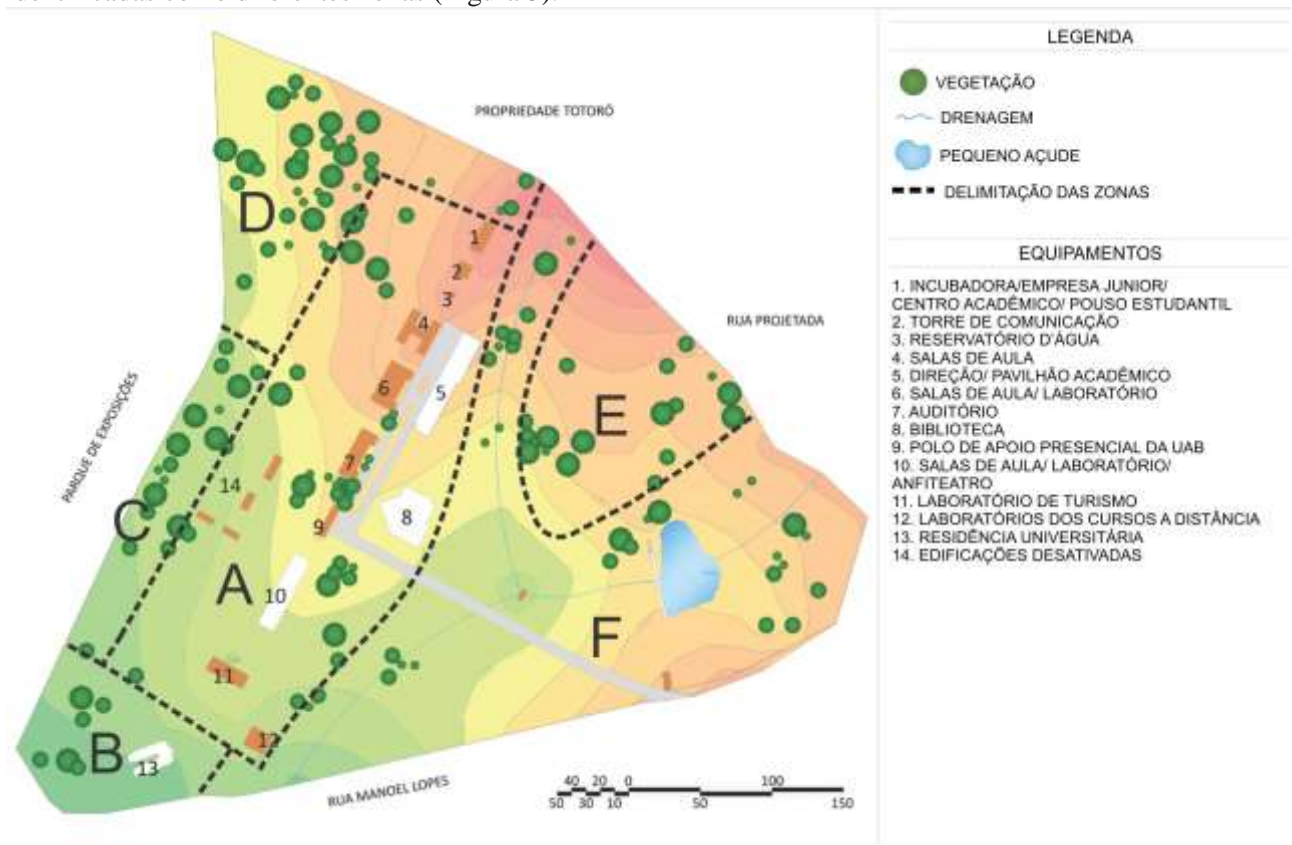 LEGENDA
VEGETAÇÃO
DRENAGEM
PEQUENO AÇUDE
DELIMITAÇÃO DAS ZONAS
EQUIPAMENTOS
1. INCUBADORA/EMPRESA JUNIOR/
CENTRO ACADÊMICO/ POUSO ESTUDANTIL
2. TORRE DE COMUNICAÇÃO
3. RESERVATÓRIO D'ÁGUA
4. SALAS DE AULA
5. DIREÇÃO/ PAVILHÃO ACADÊMICO
6. SALAS DE AULA/ LABORATÓRIO
7. AUDITÓRIO
8. BIBLIOTECA
9. POLO DE APOIO PRESENCIAL DA UAB
10. SALAS DE AULA/ LABORATÓRIO/
ANFITEATRO
11. LABORATÓRIO DE TURISMO
12. LABORATÓRIOS DOS CURSOS A DISTÂNCIA
13. RESIDÊNCIA UNIVERSITÁRIA
14. EDIFICAÇÕES DESATIVADAS
PROPRIEDADE TOTORÓ
RUA PROJETADA
PARQUE DE EXPOSIÇÕES
RUA MANOEL LOPES
D
1
2
3
4
5
6
E
7
14
8
9
C
A
10
F
11
12
B
13
40 20 0 100
50 30 10 50 150